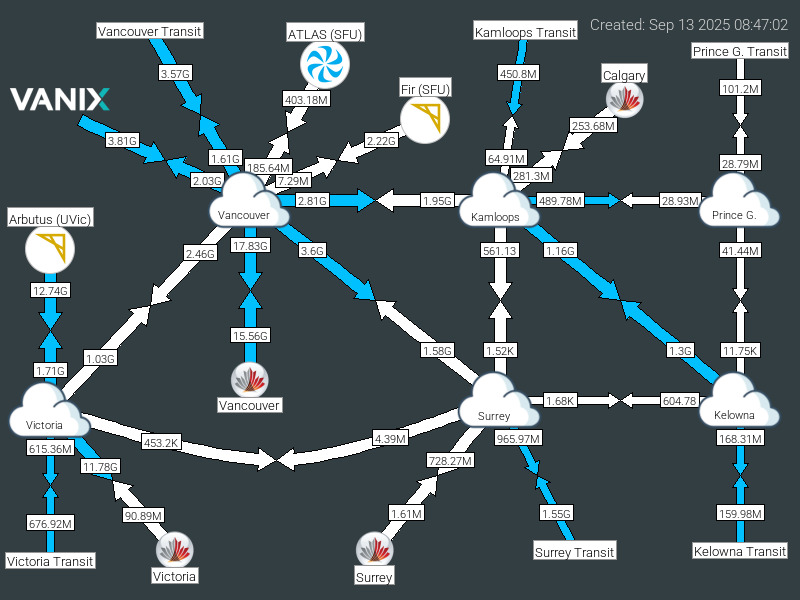 Created: Sep 13 2025 08:47:02
Vancouver Transit
ATLAS (SFU)
Kamloops Transit
Prince G. Transit
3.57G
450.8M
Calgary
101.2M
VANIX
403.18M
Fir (SFU)
253.68M
3.81G
2.22G
1.61G
64.91M
28.79M
185.64M
2.03G
7.29M
281.3M
2.81G
1.95G
489.78M
28.93M
Arbutus (UVic)
Vancouver
Kamloops
Prince G.
2.46G
17.83G
3.6G
561.13
1.16G
41.44M
12.74G
15.56G
1.03G
1.58G
1.52K
1.3G
11.75K
1.71G
Vancouver
1.68K
604.78
Victoria
Surrey
Kelowna
615.36M
453.2K
4.39M
965.97M
168.31M
11.78G
728.27M
676.92M
90.89M
1.61M
1.55G
159.98M
Victoria Transit
Victoria
Surrey
Surrey Transit
Kelowna Transit